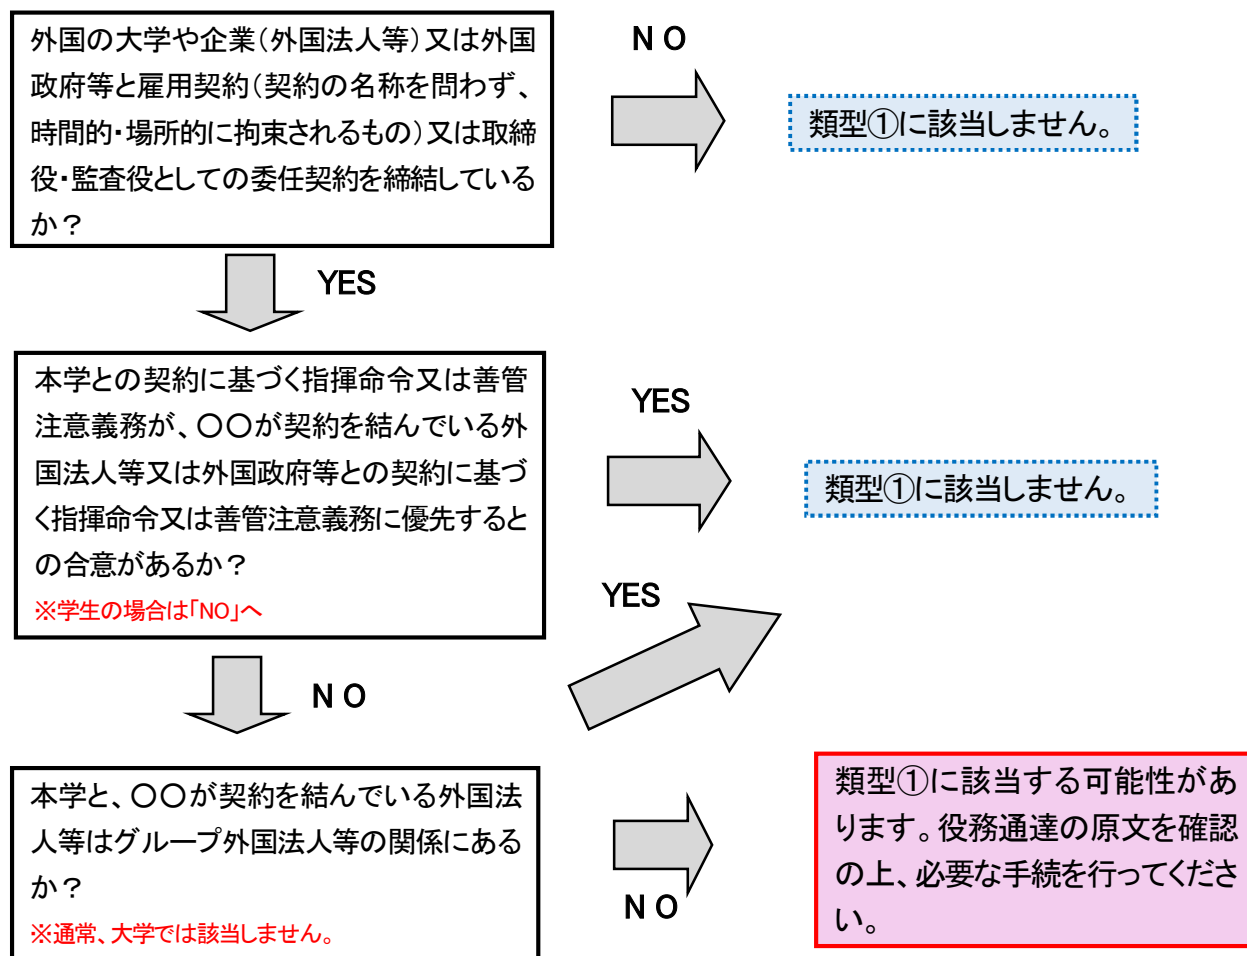 外国の大学や企業（外国法人等）又は外国
政府等と雇用契約（契約の名称を問わず、
時間的・場所的に拘束されるもの）又は取締
役・監査役としての委任契約を締結している
か？
NO
類型①に該当しません。
YES
本学との契約に基づく指揮命令又は善管
注意義務が、〇〇が契約を結んでいる外
国法人等又は外国政府等との契約に基づ
く指揮命令又は善管注意義務に優先すると
の合意があるか？
※学生の場合は「NO」へ
YES
類型①に該当しません。
YES
NO
本学と、〇〇が契約を結んでいる外国法
人等はグループ外国法人等の関係にある
か？
※通常、大学では該当しません。
NO
類型①に該当する可能性があ
ります。役務通達の原文を確認
の上、必要な手続を行ってくださ
い。